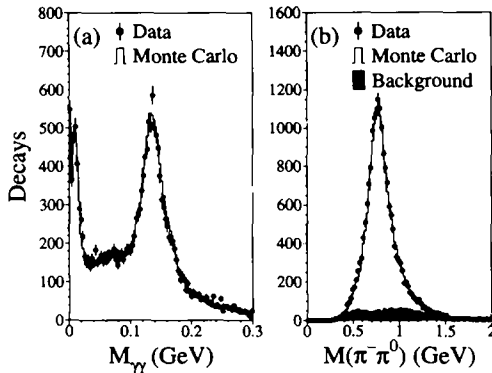 (a)
Data
Monte Carlo
800
700
600
500
400
300
200
100
0
Decays
0 0.1 0.2 0.3
M_γγ (GeV)
(b)
Data
Monte Carlo
Background
1600
1400
1200
1000
800
600
400
200
0
0 0.5 1 1.5 2
M(π⁻π⁰) (GeV)